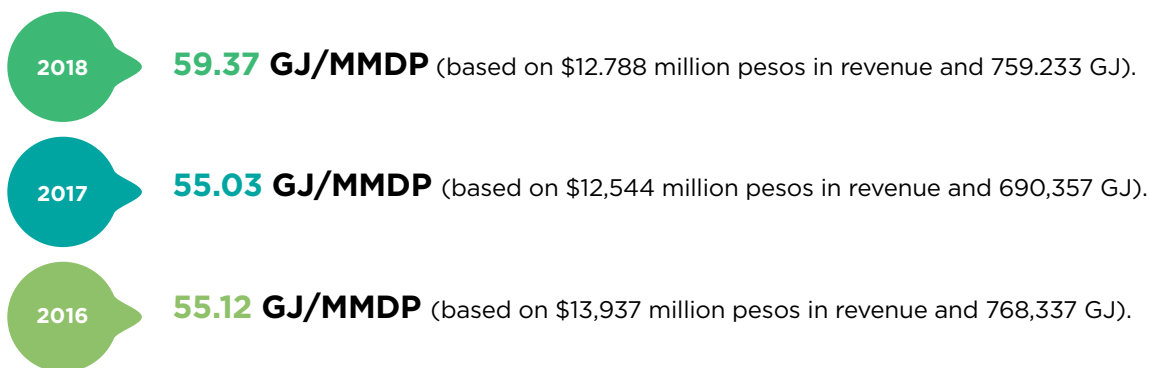 2018 59.37 GJ/MMDP (based on $12.788 million pesos in revenue and 759.233 GJ).
2017 55.03 GJ/MMDP (based on $12,544 million pesos in revenue and 690,357 GJ).
2016 55.12 GJ/MMDP (based on $13,937 million pesos in revenue and 768,337 GJ).